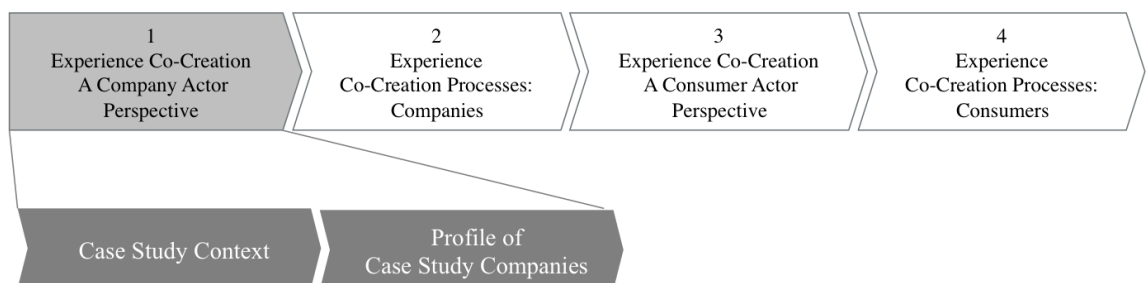 1
Experience Co-Creation
A Company Actor
Perspective
2
Experience
Co-Creation Processes:
Companies
3
Experience Co-Creation
A Consumer Actor
Perspective
4
Experience
Co-Creation Processes:
Consumers
Case Study Context
Profile of
Case Study Companies